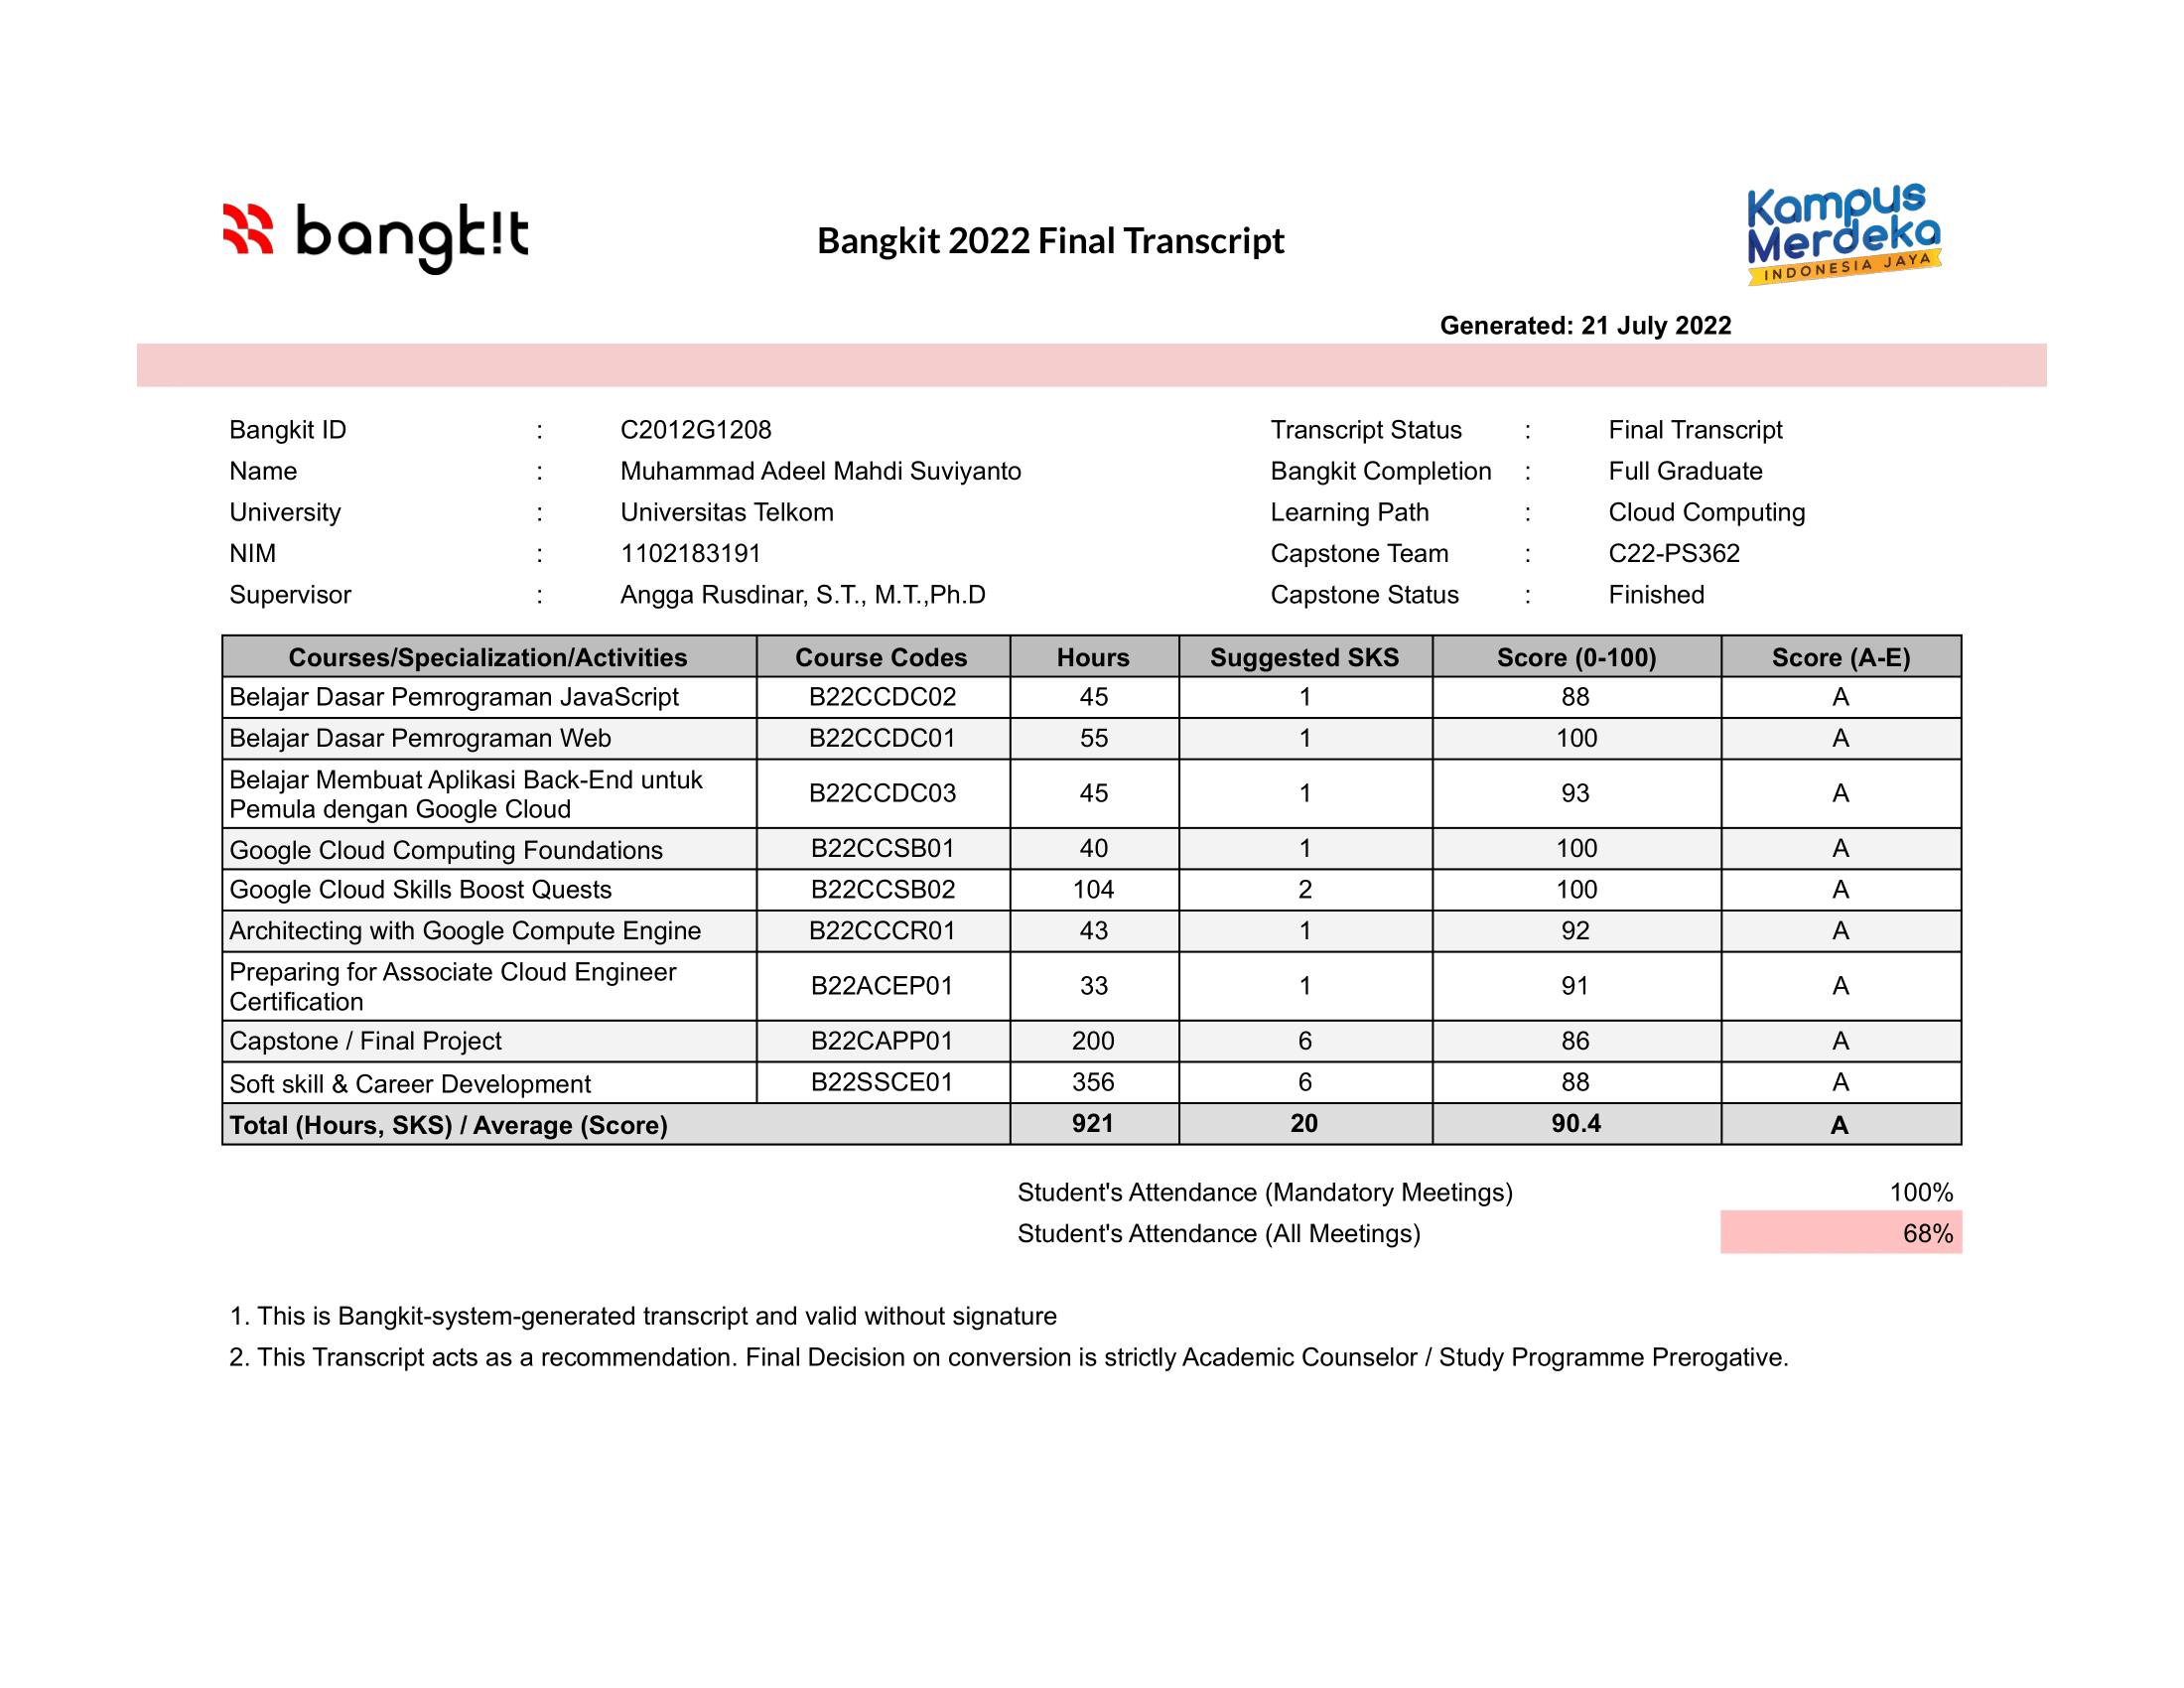 bangk!t
Bangkit 2022 Final Transcript
Kampus
Merdeka
INDONESIA JAYA
Generated: 21 July 2022
Bangkit ID : C2012G1208 Transcript Status : Final Transcript
Name : Muhammad Adeel Mahdi Suviyanto Bangkit Completion : Full Graduate
University : Universitas Telkom Learning Path : Cloud Computing
NIM : 1102183191 Capstone Team : C22-PS362
Supervisor : Angga Rusdinar, S.T., M.T.,Ph.D Capstone Status : Finished
Courses/Specialization/Activities Course Codes Hours Suggested SKS Score (0-100) Score (A-E)
Belajar Dasar Pemrograman JavaScript B22CCDC02 45 1 88 A
Belajar Dasar Pemrograman Web B22CCDC01 55 1 100 A
Belajar Membuat Aplikasi Back-End untuk
Pemula dengan Google Cloud B22CCDC03 45 1 93 A
Google Cloud Computing Foundations B22CCSB01 40 1 100 A
Google Cloud Skills Boost Quests B22CCSB02 104 2 100 A
Architecting with Google Compute Engine B22CCCR01 43 1 92 A
Preparing for Associate Cloud Engineer
Certification B22ACEP01 33 1 91 A
Capstone / Final Project B22CAPP01 200 6 86 A
Soft skill & Career Development B22SSCE01 356 6 88 A
Total (Hours, SKS) / Average (Score) 921 20 90.4 A
Student's Attendance (Mandatory Meetings) 100%
Student's Attendance (All Meetings) 68%
1. This is Bangkit-system-generated transcript and valid without signature
2. This Transcript acts as a recommendation. Final Decision on conversion is strictly Academic Counselor / Study Programme Prerogative.